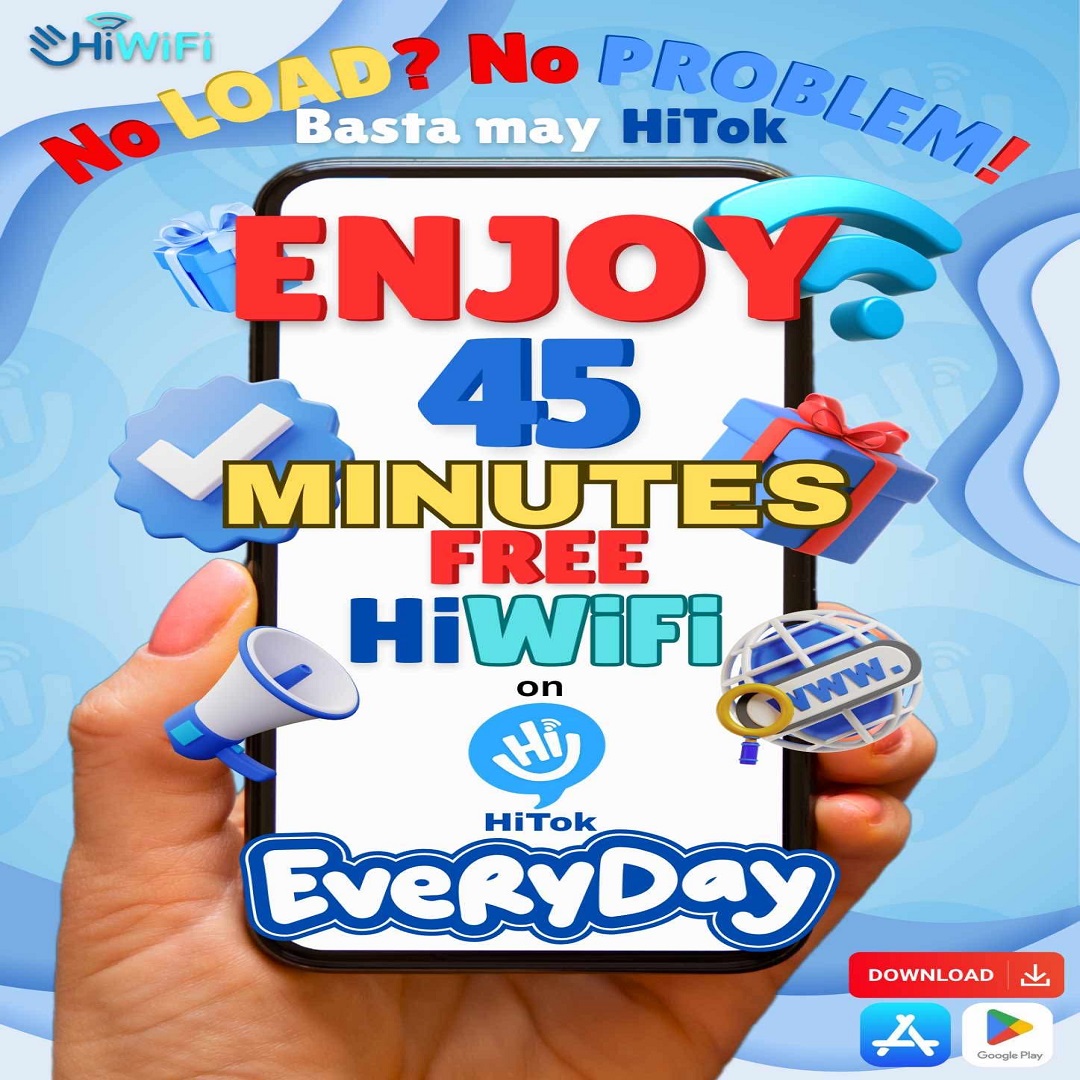 HiWiFi
No LOAD? No PROBLEM!
Basta may HiTok
ENJOY
45
MINUTES
FREE
HiWiFi
on
Hi
HiTok
EveRyDay
www.
DOWNLOAD
Google Play